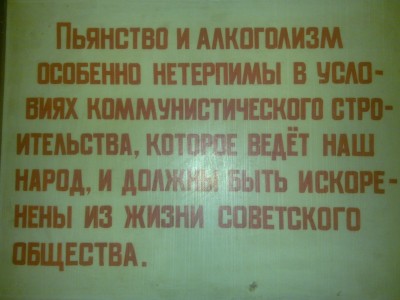 Пьянство и алкоголизм
особенно нетерпимы в усло-
виях коммунистического стро-
ительства, которое ведёт наш
народ, и должны быть искоре-
нены из жизни советского
общества.